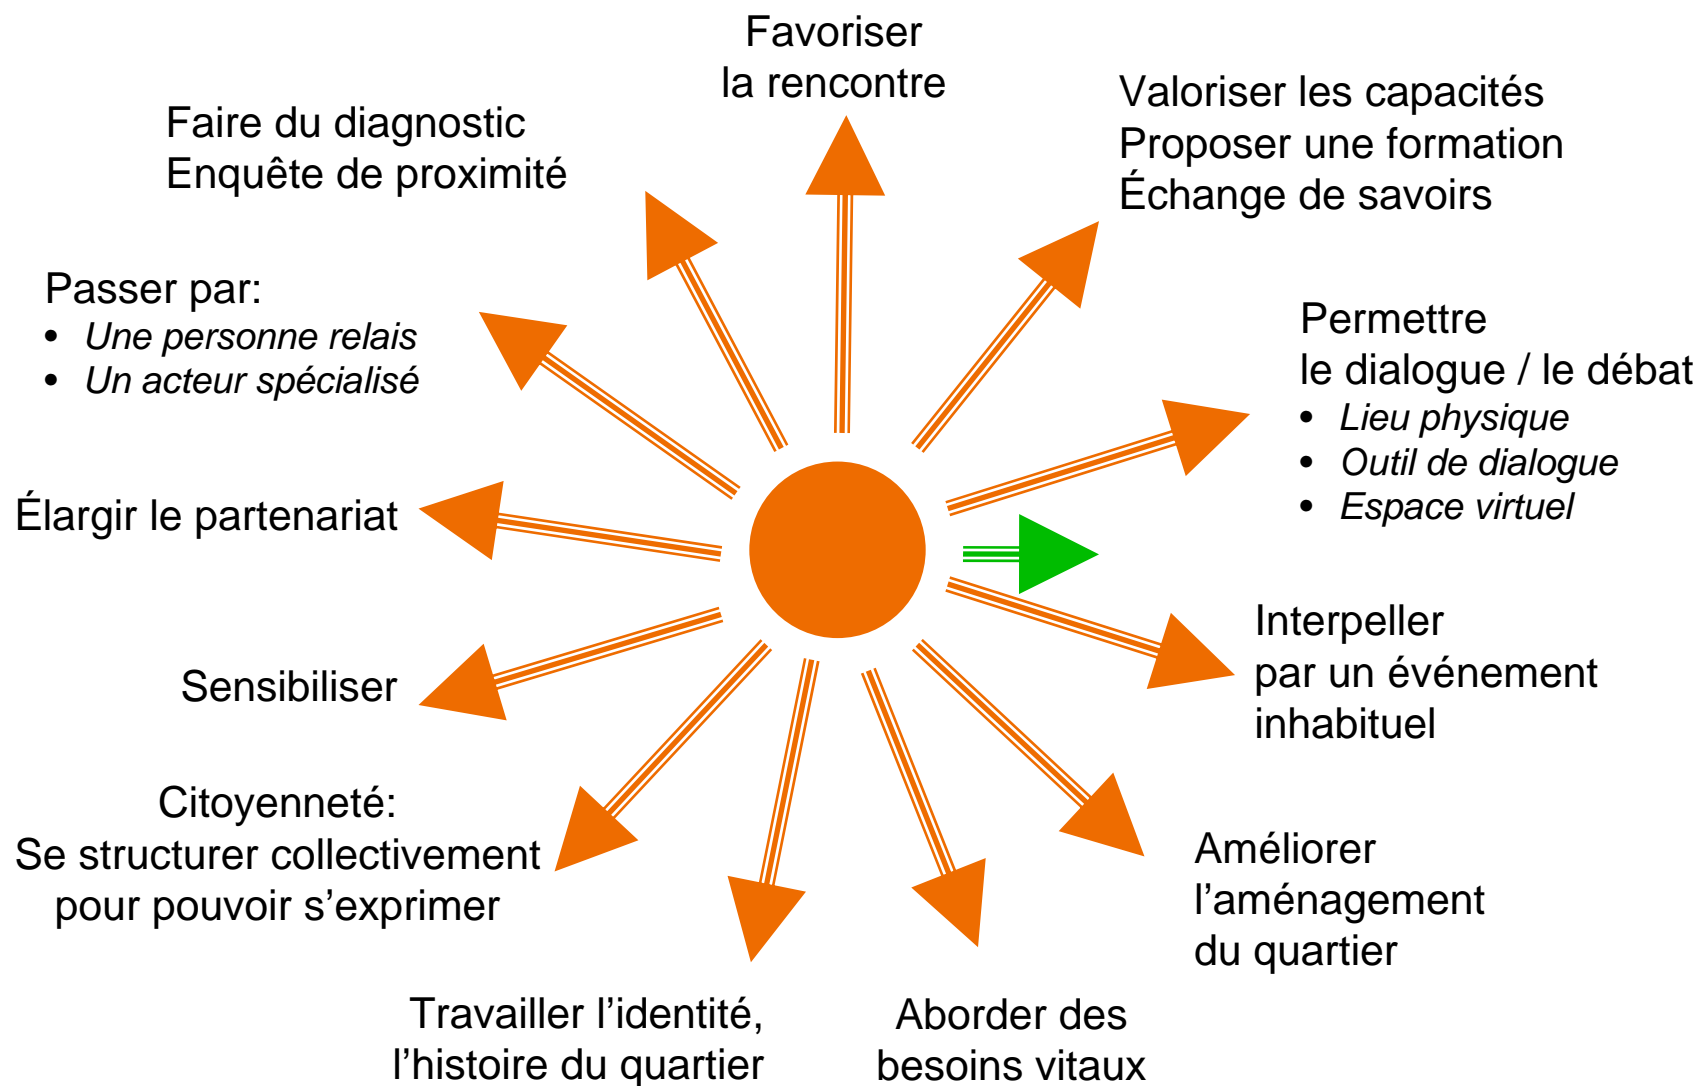 Favoriser
la rencontre
Valoriser les capacités
Proposer une formation
Échange de savoirs
Permettre
le dialogue / le débat
• Lieu physique
• Outil de dialogue
• Espace virtuel
Interpeller
par un événement
inhabituel
Améliorer
l’aménagement
du quartier
Aborder des
besoins vitaux
Travailler l’identité,
l’histoire du quartier
Citoyenneté:
Se structurer collectivement
pour pouvoir s’exprimer
Sensibiliser
Élargir le partenariat
Passer par:
• Une personne relais
• Un acteur spécialisé
Faire du diagnostic
Enquête de proximité